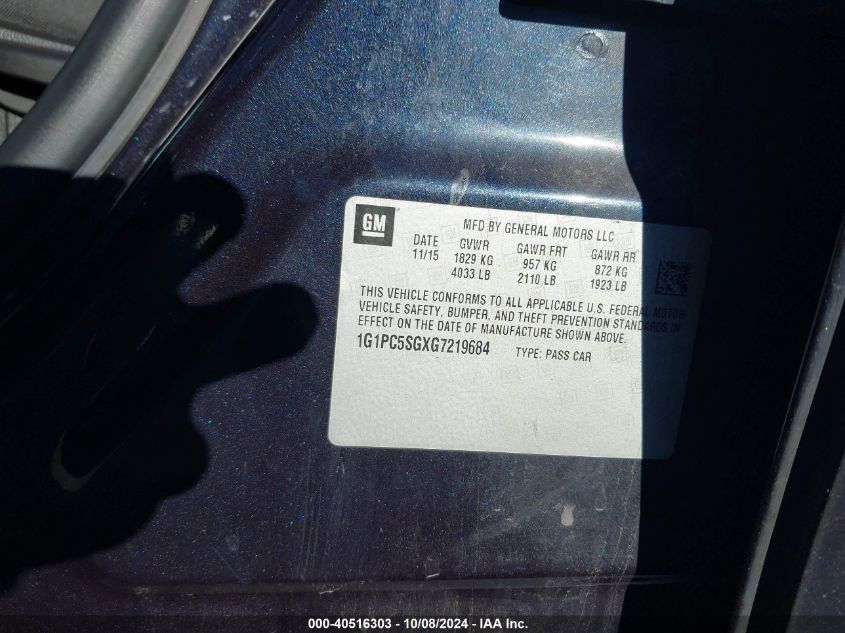 GM
MFD BY GENERAL MOTORS LLC
DATE GVWR GAWR FRT GAWR RR
11/15 1829 KG 957 KG 872 KG
4033 LB 2110 LB 1923 LB
THIS VEHICLE CONFORMS TO ALL APPLICABLE U.S. FEDERAL MOTOR
VEHICLE SAFETY, BUMPER, AND THEFT PREVENTION STANDARDS IN
EFFECT ON THE DATE OF MANUFACTURE SHOWN ABOVE.
1G1PC5SGXG7219684 TYPE: PASS CAR
000-40516303 - 10/08/2024 - IAA Inc.